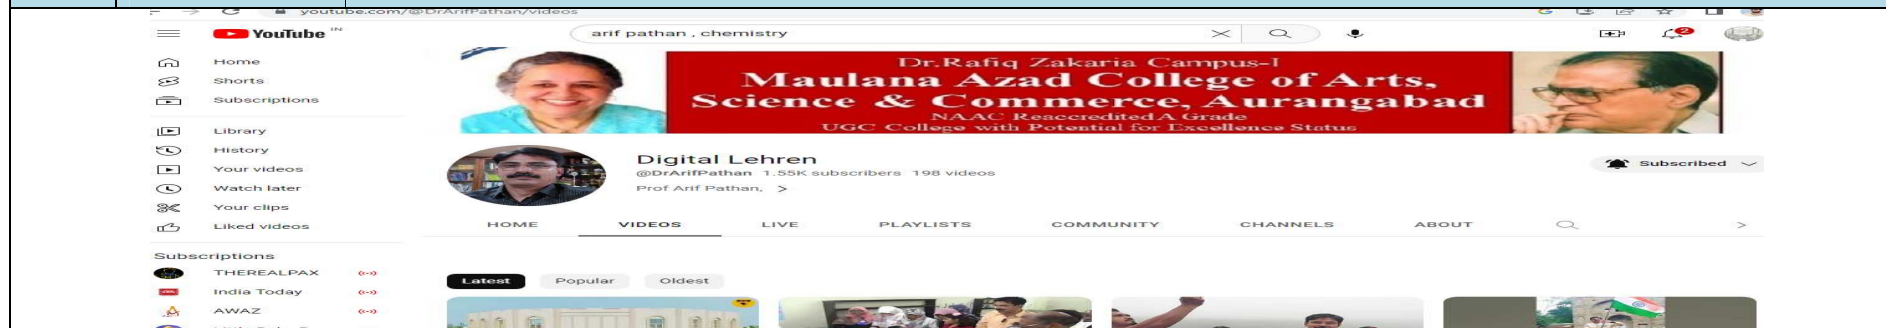 youtube.com/@DrArifPathan/videos
YouTube IN
arif pathan , chemistry
2
Home
Shorts
Subscriptions
Library
History
Your videos
Watch later
Your clips
Liked videos
Subscriptions
THEREALPAX
India Today
AWAZ
Dr.Rafiq Zakaria Campus-I
Maulana Azad College of Arts,
Science & Commerce, Aurangabad
NAAC Reaccredited A Grade
UGC College with Potential for Excellence Status
Digital Lehren
@DrArifPathan 1.55K subscribers 198 videos
Prof Arif Pathan, >
Subscribed
HOME VIDEOS LIVE PLAYLISTS COMMUNITY CHANNELS ABOUT
Latest Popular Oldest